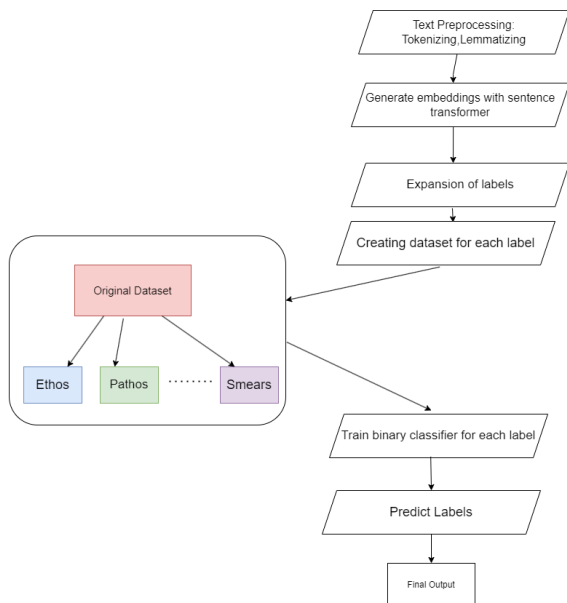 Text Preprocessing:
Tokenizing,Lemmatizing
Generate embeddings with sentence
transformer
Expansion of labels
Creating dataset for each label
Original Dataset
Ethos
Pathos
Smears
Train binary classifier for each label
Predict Labels
Final Output